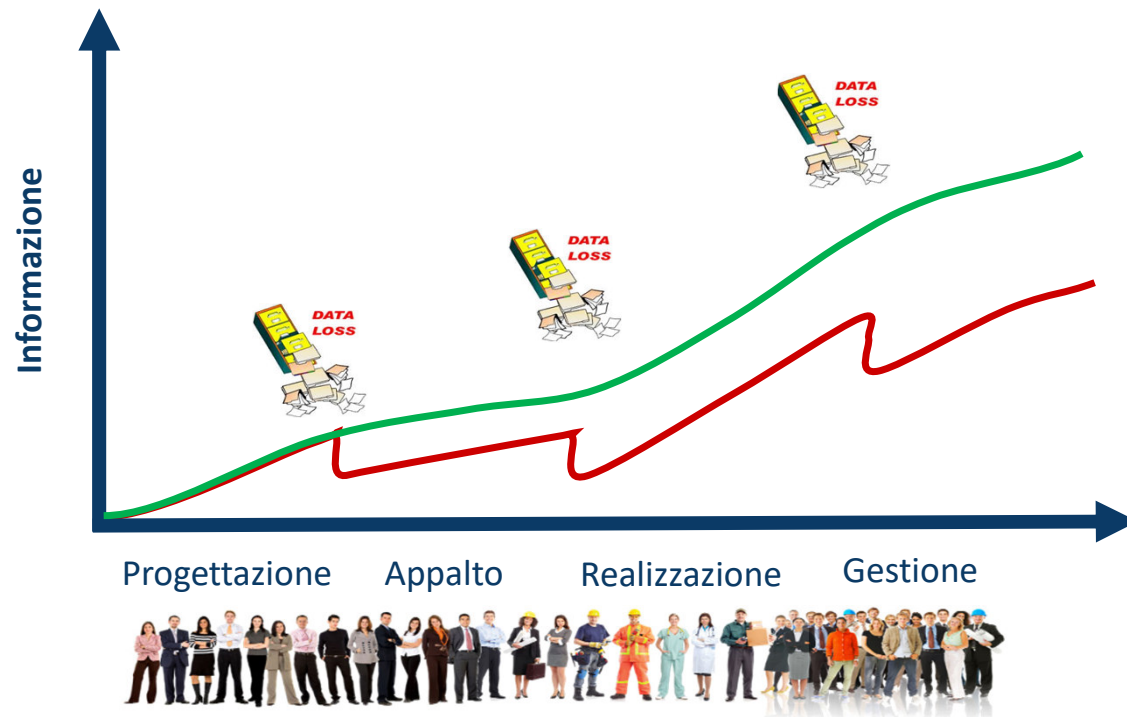 DATA
LOSS
DATA
LOSS
DATA
LOSS
Informazione
Progettazione
Appalto
Realizzazione
Gestione